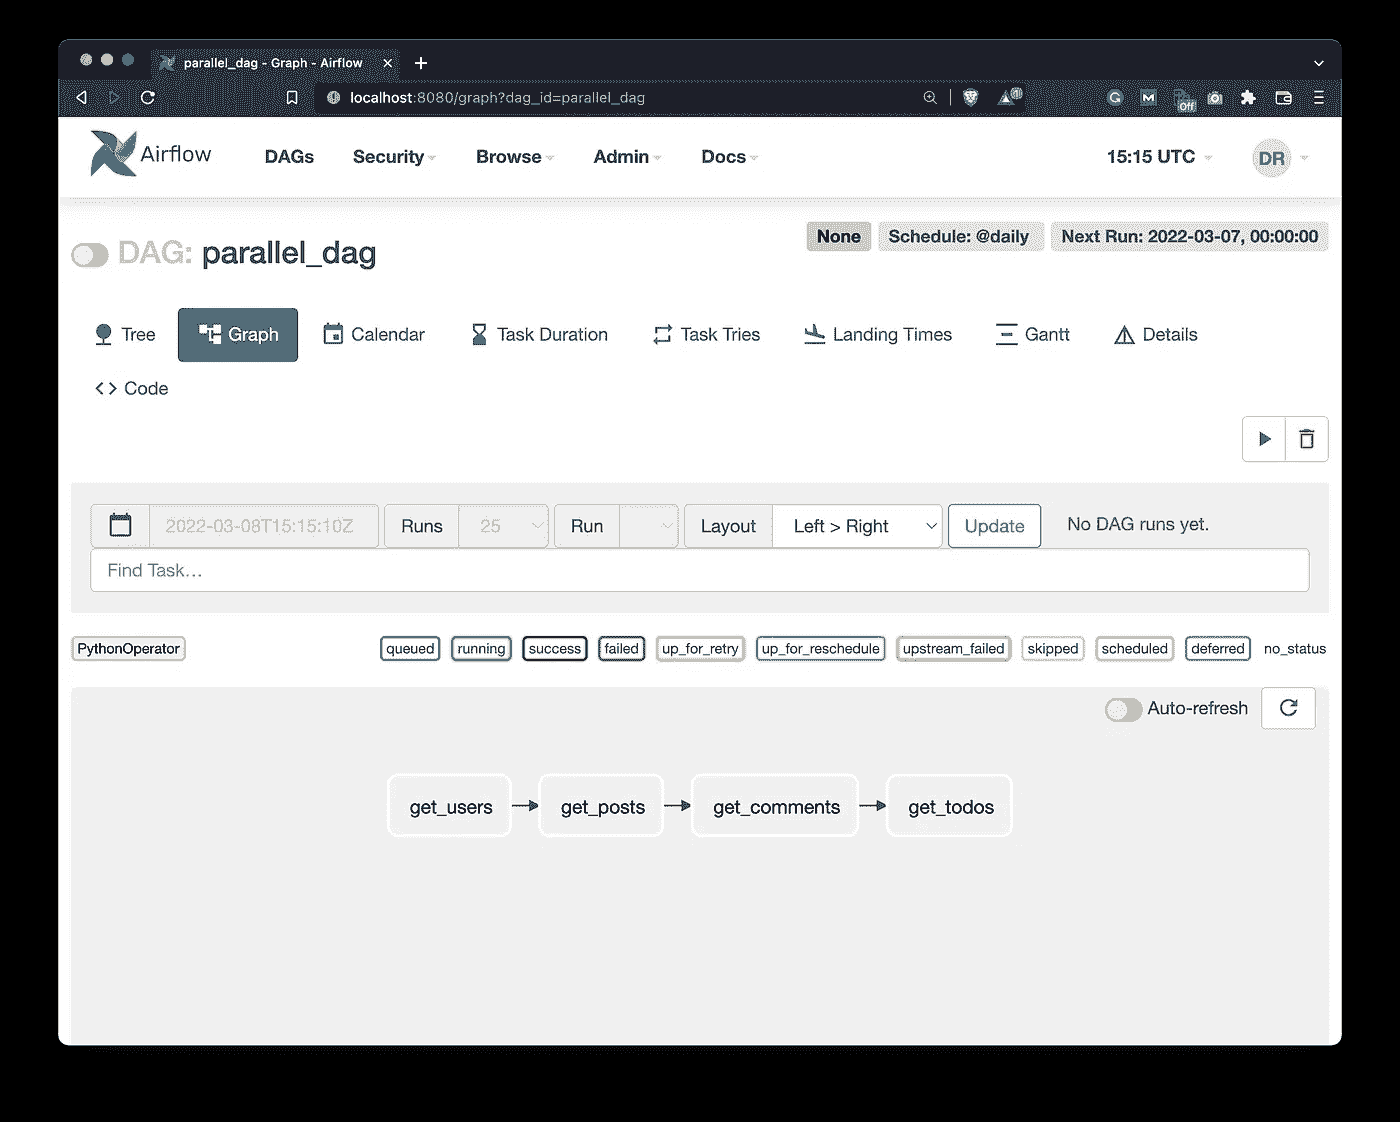 parallel_dag - Graph - Airflow
localhost:8080/graph?dag_id=parallel_dag
G M Off
Airflow DAGs Security Browse Admin Docs 15:15 UTC DR
DAG: parallel_dag None Schedule: @daily Next Run: 2022-03-07, 00:00:00
Tree Graph Calendar Task Duration Task Tries Landing Times Gantt Details
Code
2022-03-08T15:15:10Z Runs 25 Run Layout Left > Right Update No DAG runs yet.
Find Task...
PythonOperator queued running success failed up_for_retry up_for_reschedule upstream_failed skipped scheduled deferred no_status
Auto-refresh
get_users get_posts get_comments get_todos